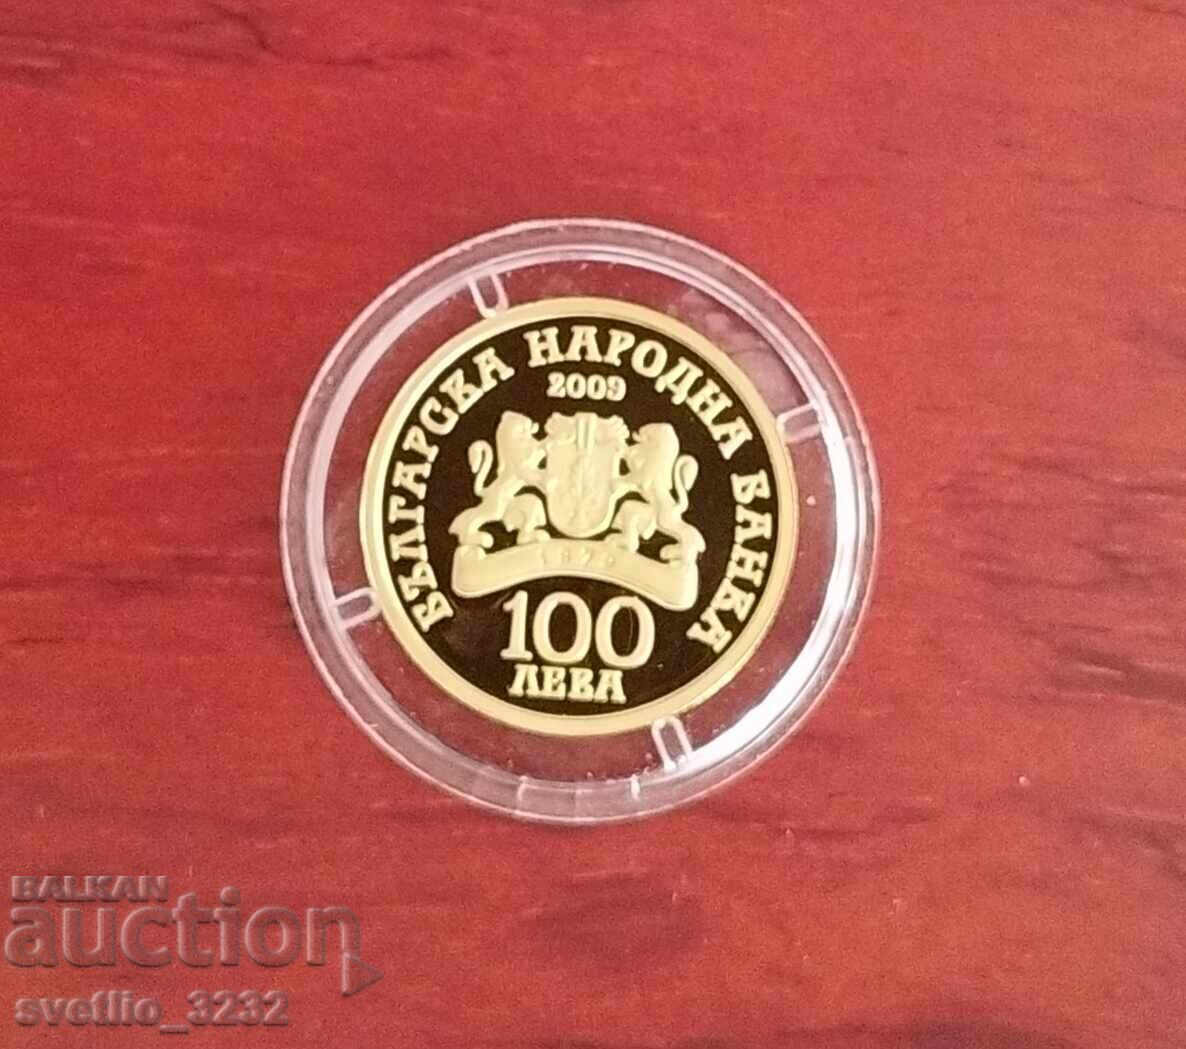 БЪЛГАРСКА НАРОДНА БАНКА
2009
1879
100
ЛЕВА
BALKAN
auction
svetlio_3232